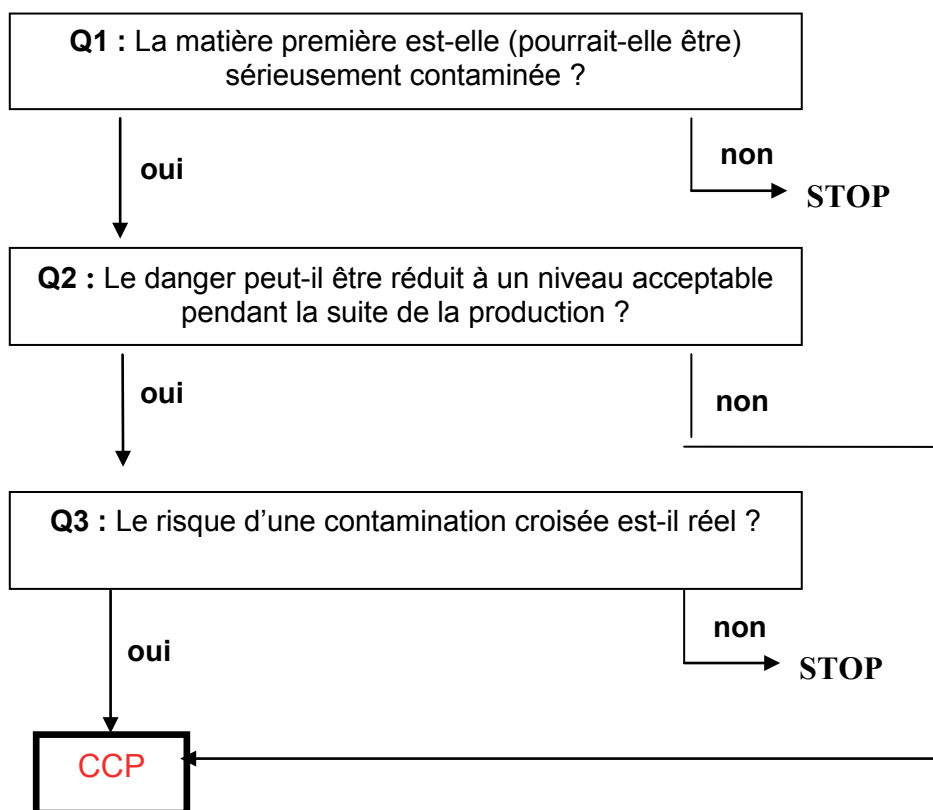 Q1 : La matière première est-elle (pourrait-elle être)
sérieusement contaminée ?
oui
non
STOP
Q2 : Le danger peut-il être réduit à un niveau acceptable
pendant la suite de la production ?
oui
non
Q3 : Le risque d’une contamination croisée est-il réel ?
oui
non
STOP
CCP